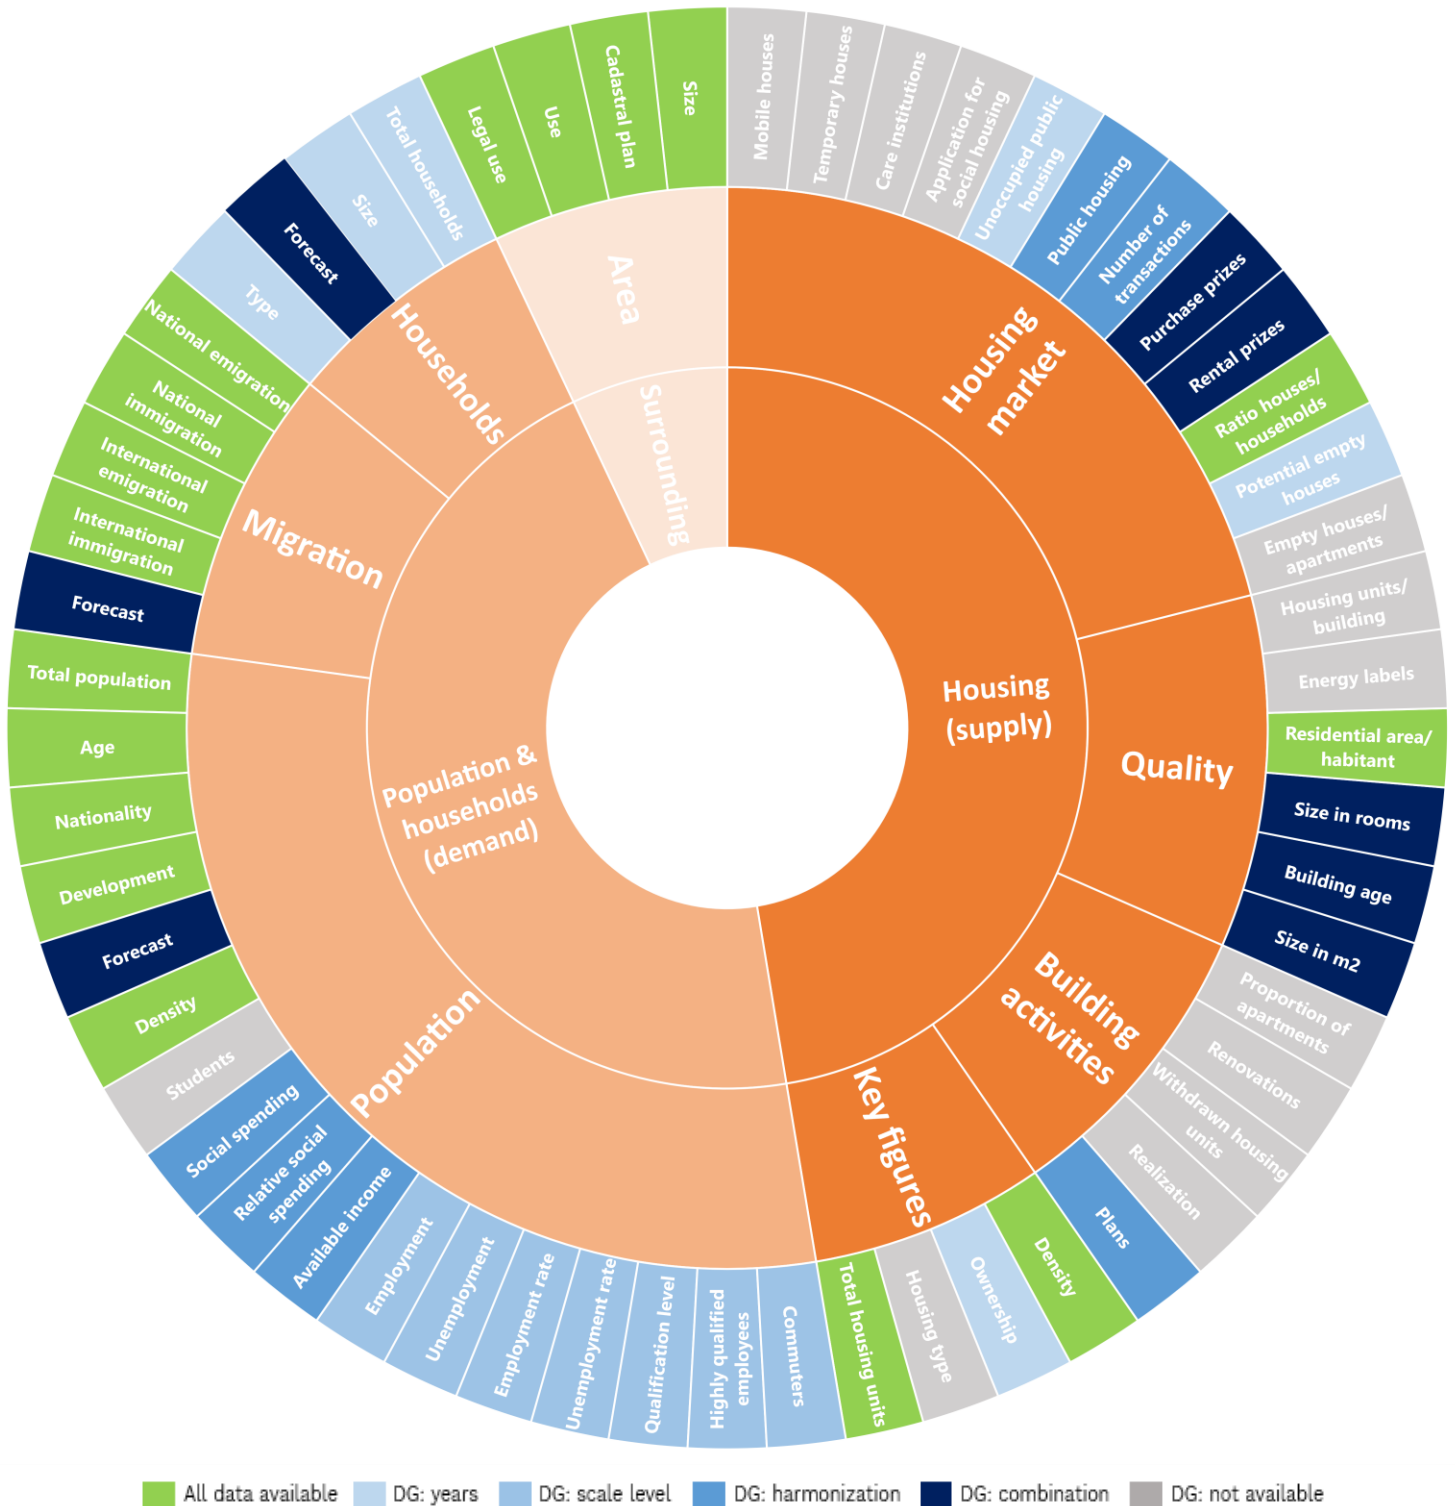 Mobile houses
Temporary houses
Care institutions
Application for
social housing
Unoccupied public
housing
Public housing
Number of
transactions
Purchase prizes
Rental prizes
Ratio houses/
households
Potential empty
houses
Empty houses/
apartments
Housing units/
building
Energy labels
Residential area/
habitant
Size in rooms
Building age
Size in m2
Proportion of
apartments
Renovations
Withdrawn housing
units
Realization
Plans
Density
Ownership
Housing type
Total housing units
Commuters
Highly qualified
employees
Qualification level
Unemployment rate
Employment rate
Unemployment
Employment
Available income
Relative social
spending
Social spending
Students
Density
Forecast
Development
Nationality
Age
Total population
Forecast
International
immigration
International
emigration
National
immigration
National emigration
Type
Forecast
Size
Total households
Legal use
Use
Cadastral plan
Size
Housing
market
Quality
Building
activities
Key figures
Population
Migration
Households
Area
Housing
(supply)
Population &
households
(demand)
Surrounding
All data available
DG: years
DG: scale level
DG: harmonization
DG: combination
DG: not available